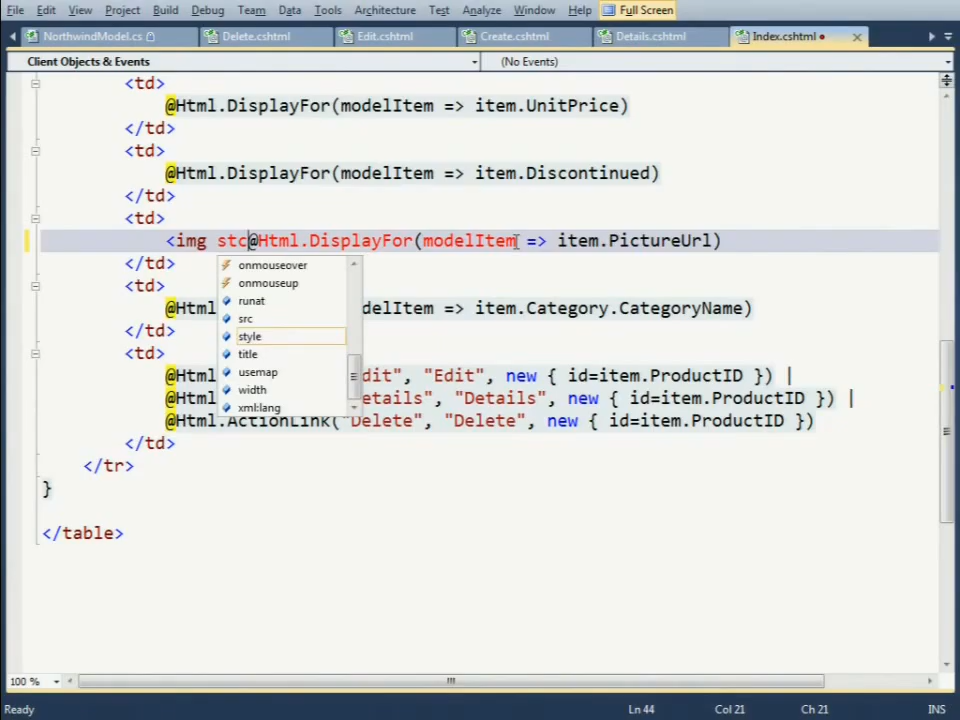 File Edit View Project Build Debug Team Data Tools Architecture Test Analyze Window Help Full Screen
NorthwindModel.cs Delete.cshtml Edit.cshtml Create.cshtml Details.cshtml Index.cshtml
Client Objects & Events (No Events)
<td>
@Html.DisplayFor(modelItem => item.UnitPrice)
</td>
<td>
@Html.DisplayFor(modelItem => item.Discontinued)
</td>
<td>
<img stc@Html.DisplayFor(modelItem => item.PictureUrl)
</td>
onmouseover
onmouseup
<td>
runat
@Html delItem => item.Category.CategoryName)
src
</td>
style
<td>
title
@Html dit", "Edit", new { id=item.ProductID }) |
usemap
width
@Html etails", "Details", new { id=item.ProductID }) |
xml:lang
@Html.ActionLink("Delete", "Delete", new { id=item.ProductID })
</td>
</tr>
}
</table>
100 %
Ready Ln 44 Col 21 Ch 21 INS